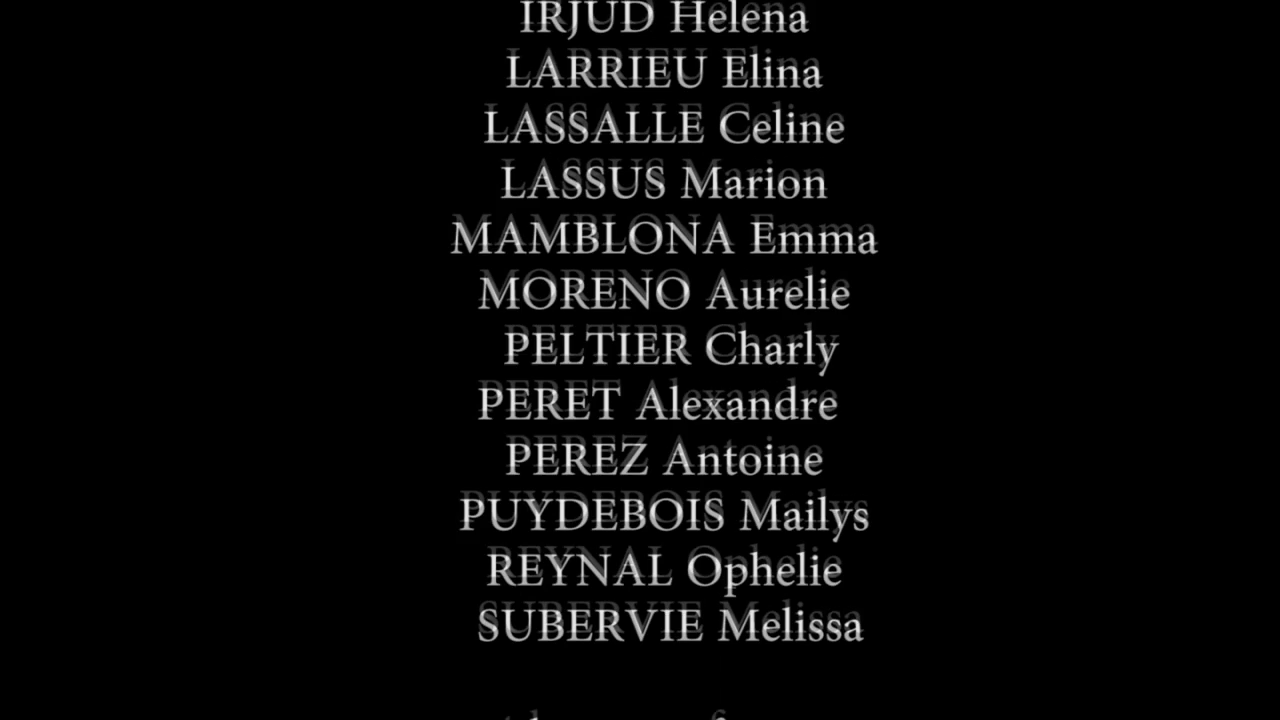 IRJUD Helena
LARRIEU Elina
LASSALLE Celine
LASSUS Marion
MAMBLONA Emma
MORENO Aurelie
PELTIER Charly
PERET Alexandre
PEREZ Antoine
PUYDEBOIS Mailys
REYNAL Ophelie
SUBERVIE Melissa